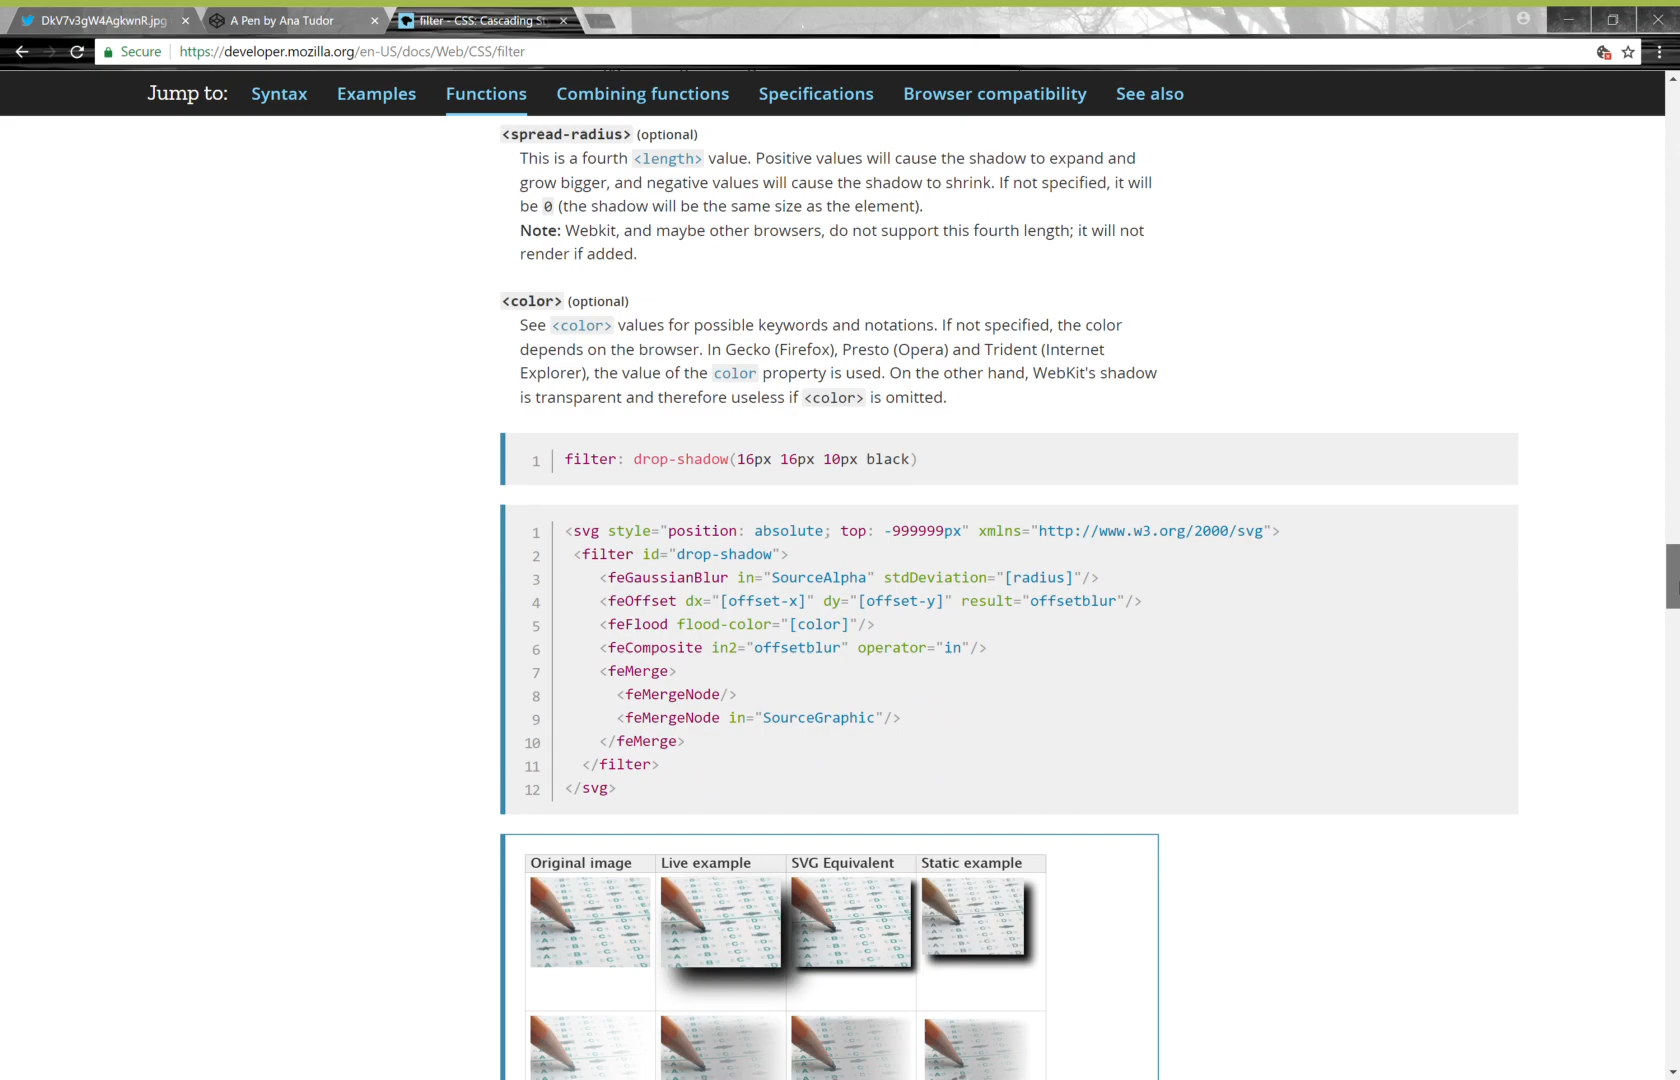 DkV7v3gW4AgkwnR.jpg
A Pen by Ana Tudor
filter - CSS: Cascading St
Secure
https://developer.mozilla.org/en-US/docs/Web/CSS/filter
Jump to: Syntax Examples Functions Combining functions Specifications Browser compatibility See also
<spread-radius> (optional)
This is a fourth <length> value. Positive values will cause the shadow to expand and
grow bigger, and negative values will cause the shadow to shrink. If not specified, it will
be 0 (the shadow will be the same size as the element).
Note: Webkit, and maybe other browsers, do not support this fourth length; it will not
render if added.
<color> (optional)
See <color> values for possible keywords and notations. If not specified, the color
depends on the browser. In Gecko (Firefox), Presto (Opera) and Trident (Internet
Explorer), the value of the color property is used. On the other hand, WebKit's shadow
is transparent and therefore useless if <color> is omitted.
1 filter: drop-shadow(16px 16px 10px black)
1 <svg style="position: absolute; top: -999999px" xmlns="http://www.w3.org/2000/svg">
2 <filter id="drop-shadow">
3 <feGaussianBlur in="SourceAlpha" stdDeviation="[radius]"/>
4 <feOffset dx="[offset-x]" dy="[offset-y]" result="offsetblur"/>
5 <feFlood flood-color="[color]"/>
6 <feComposite in2="offsetblur" operator="in"/>
7 <feMerge>
8 <feMergeNode/>
9 <feMergeNode in="SourceGraphic"/>
10 </feMerge>
11 </filter>
12 </svg>
Original image Live example SVG Equivalent Static example